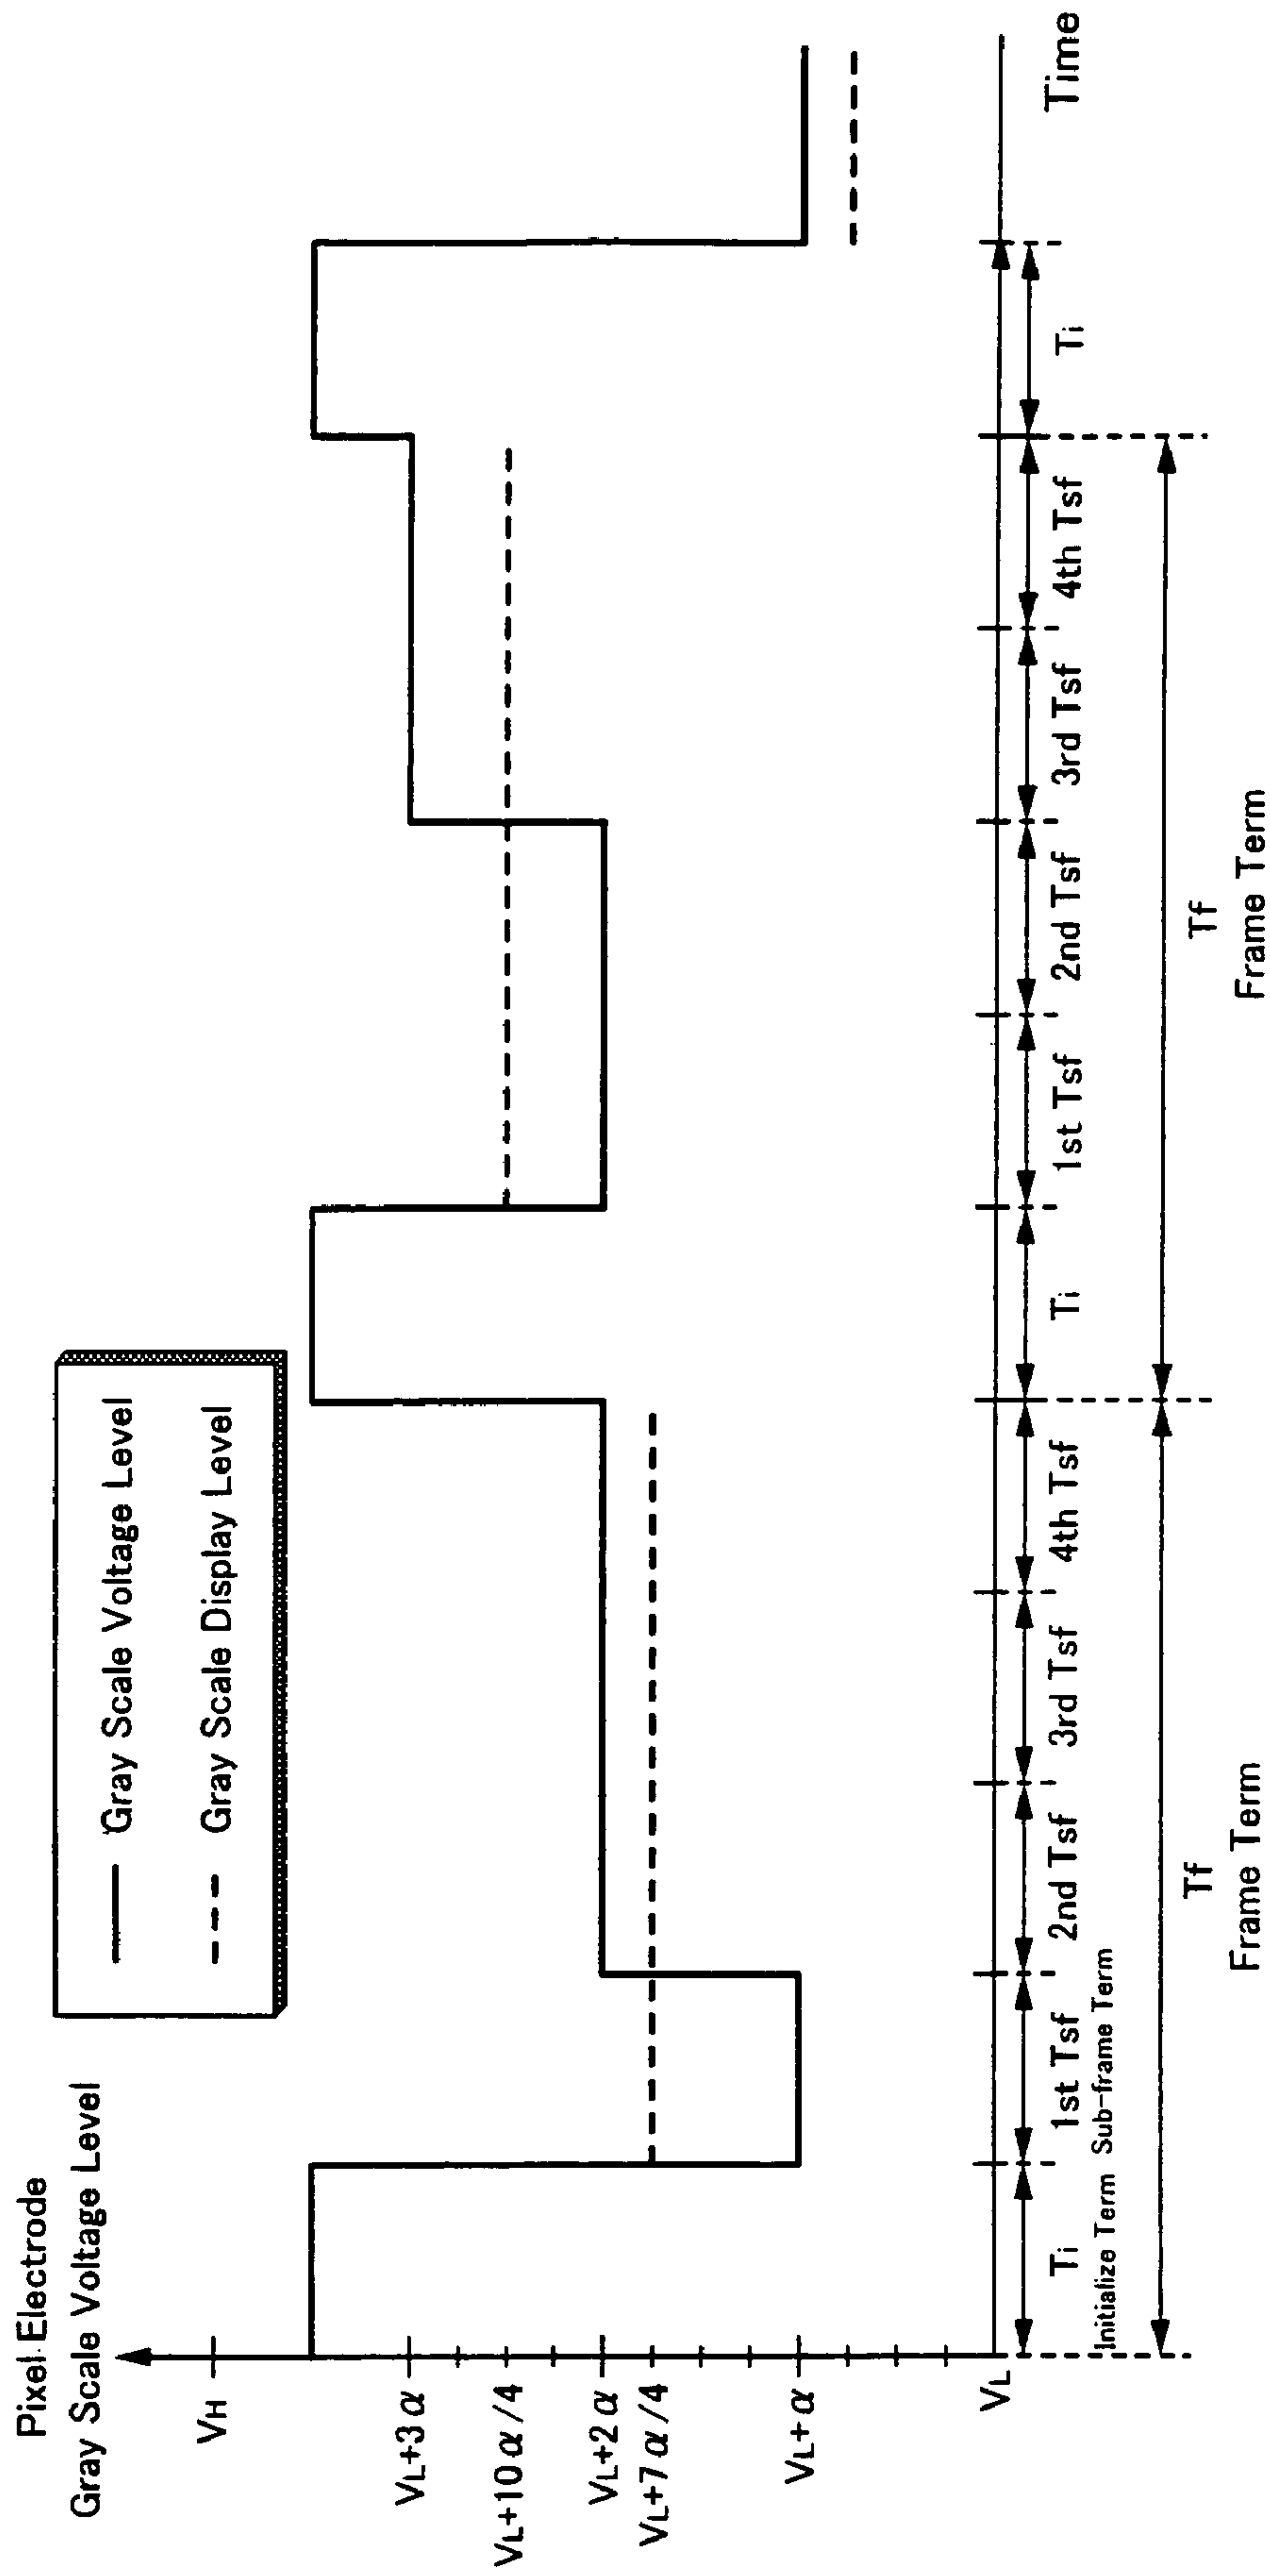 Pixel Electrode
Gray Scale Voltage Level
Gray Scale Voltage Level
Gray Scale Display Level
VH
VL+3α
VL+10α/4
VL+2α
VL+7α/4
VL+α
VL
Ti
1st Tsf
2nd Tsf
3rd Tsf
4th Tsf
Ti
1st Tsf
2nd Tsf
3rd Tsf
4th Tsf
Ti
Time
Initialize Term
Sub-frame Term
Tf
Frame Term
Tf
Frame Term